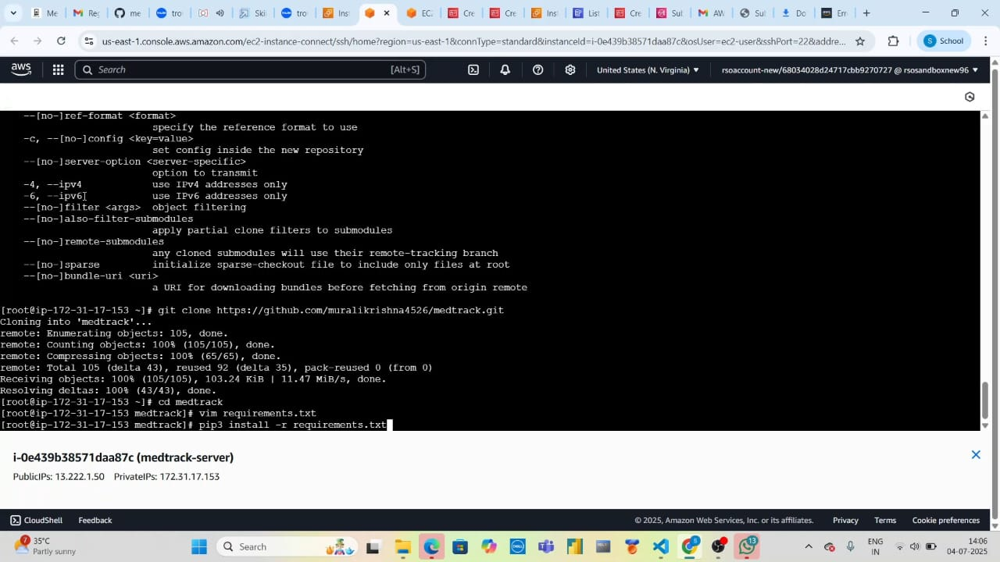 Me
Reg
me
tro
Ski
tro
Inst
EC2
Cre
Cre
Inst
List
Cre
Sul
AW
Sul
Do
Err
us-east-1.console.aws.amazon.com/ec2-instance-connect/ssh/home?region=us-east-1&connType=standard&instanceId=i-0e439b38571daa87c&osUser=ec2-user&sshPort=22&addre...
S School
aws
Search [Alt+S]
United States (N. Virginia)
rsoaccount-new/68034028d24717cbb9270727 @ rsosandboxnew96
--[no-]ref-format <format>
specify the reference format to use
-c, --[no-]config <key=value>
set config inside the new repository
--[no-]server-option <server-specific>
option to transmit
-4, --ipv4 use IPv4 addresses only
-6, --ipv6 use IPv6 addresses only
--[no-]filter <args> object filtering
--[no-]also-filter-submodules
apply partial clone filters to submodules
--[no-]remote-submodules
any cloned submodules will use their remote-tracking branch
--[no-]sparse initialize sparse-checkout file to include only files at root
--[no-]bundle-uri <uri>
a URI for downloading bundles before fetching from origin remote
[root@ip-172-31-17-153 ~]# git clone https://github.com/muralikrishna4526/medtrack.git
Cloning into 'medtrack'...
remote: Enumerating objects: 105, done.
remote: Counting objects: 100% (105/105), done.
remote: Compressing objects: 100% (65/65), done.
remote: Total 105 (delta 43), reused 92 (delta 35), pack-reused 0 (from 0)
Receiving objects: 100% (105/105), 103.24 KiB | 11.47 MiB/s, done.
Resolving deltas: 100% (43/43), done.
[root@ip-172-31-17-153 ~]# cd medtrack
[root@ip-172-31-17-153 medtrack]# vim requirements.txt
[root@ip-172-31-17-153 medtrack]# pip3 install -r requirements.txt
i-0e439b38571daa87c (medtrack-server)
PublicIPs: 13.222.1.50 PrivateIPs: 172.31.17.153
CloudShell Feedback © 2025, Amazon Web Services, Inc. or its affiliates. Privacy Terms Cookie preferences
7
35°C
Partly sunny
Search
DELL
5
13
ENG
IN
14:06
04-07-2025